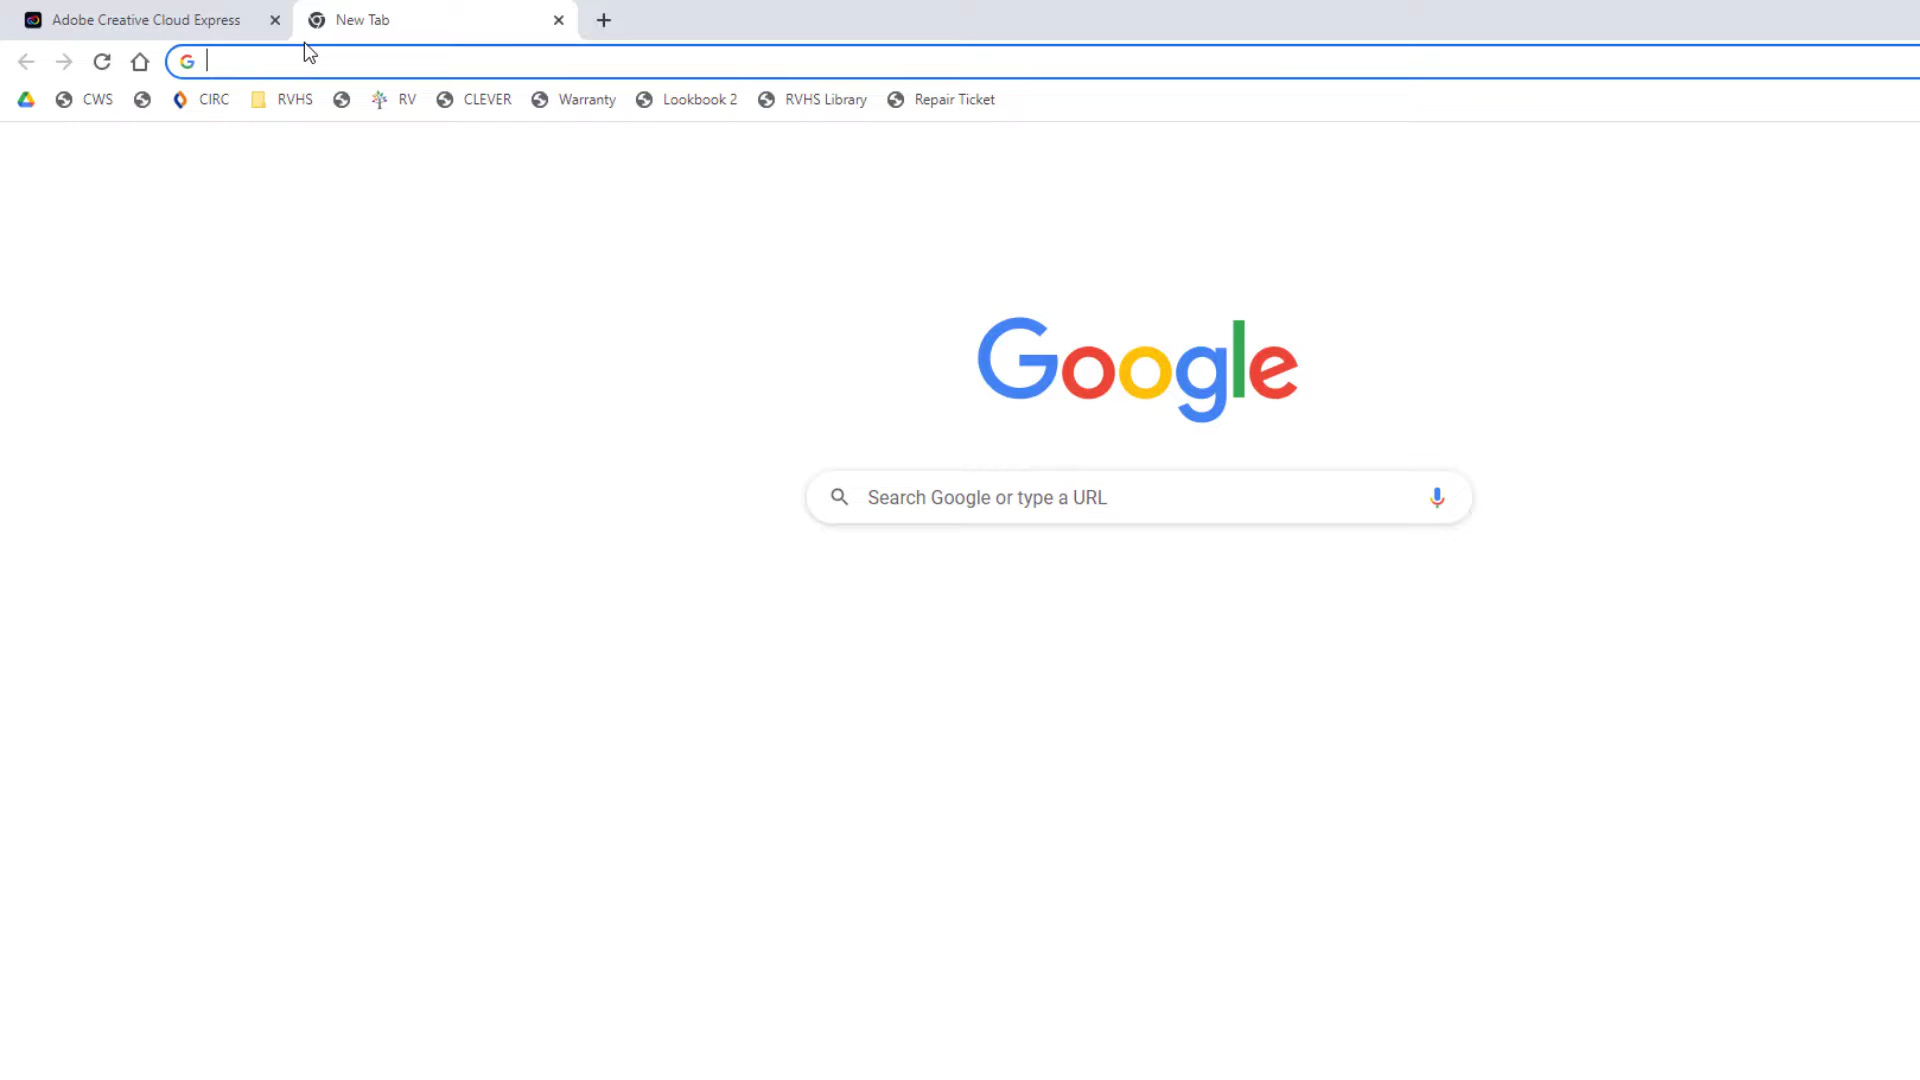 Adobe Creative Cloud Express
New Tab
CWS
CIRC
RVHS
RV
CLEVER
Warranty
Lookbook 2
RVHS Library
Repair Ticket
Google
Search Google or type a URL